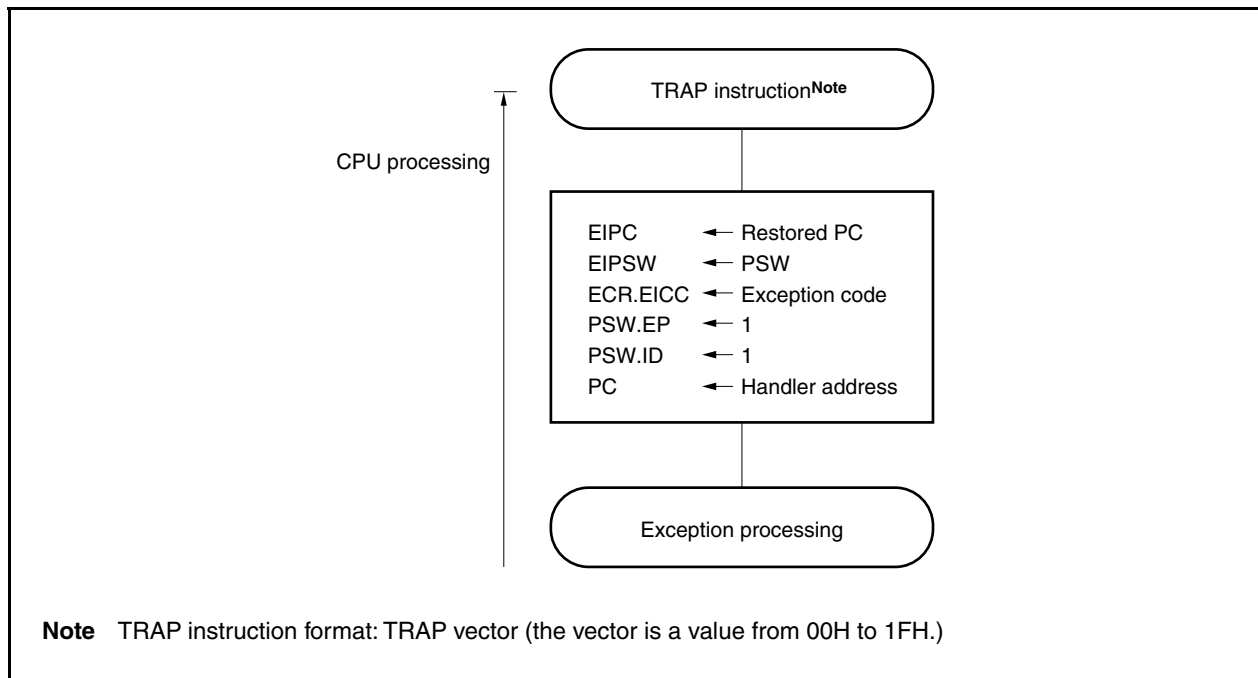 TRAP instructionNote
CPU processing
EIPC ← Restored PC
EIPSW ← PSW
ECR.EICC ← Exception code
PSW.EP ← 1
PSW.ID ← 1
PC ← Handler address
Exception processing
Note TRAP instruction format: TRAP vector (the vector is a value from 00H to 1FH.)